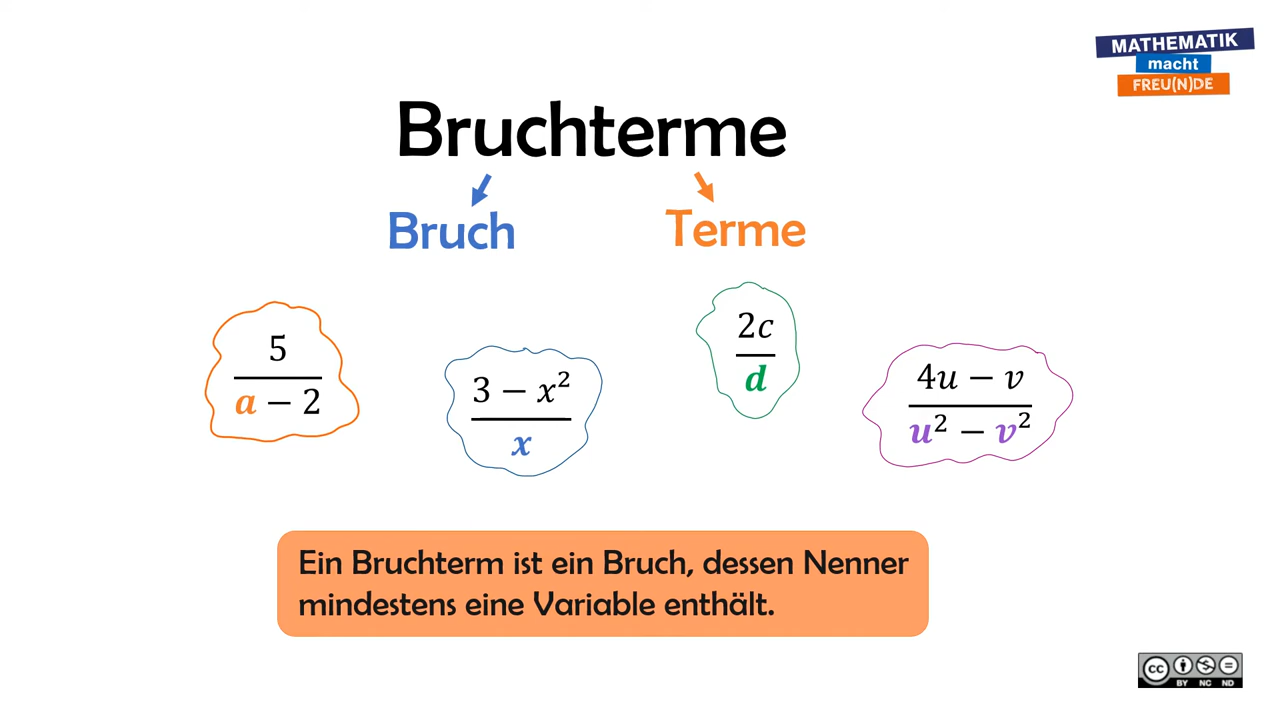 MATHEMATIK
macht
FREU(N)DE
Bruchterme
Bruch
Terme
5
a − 2
3 − x²
x
2c
d
4u − v
u² − v²
Ein Bruchterm ist ein Bruch, dessen Nenner
mindestens eine Variable enthält.
cc
BY NC ND